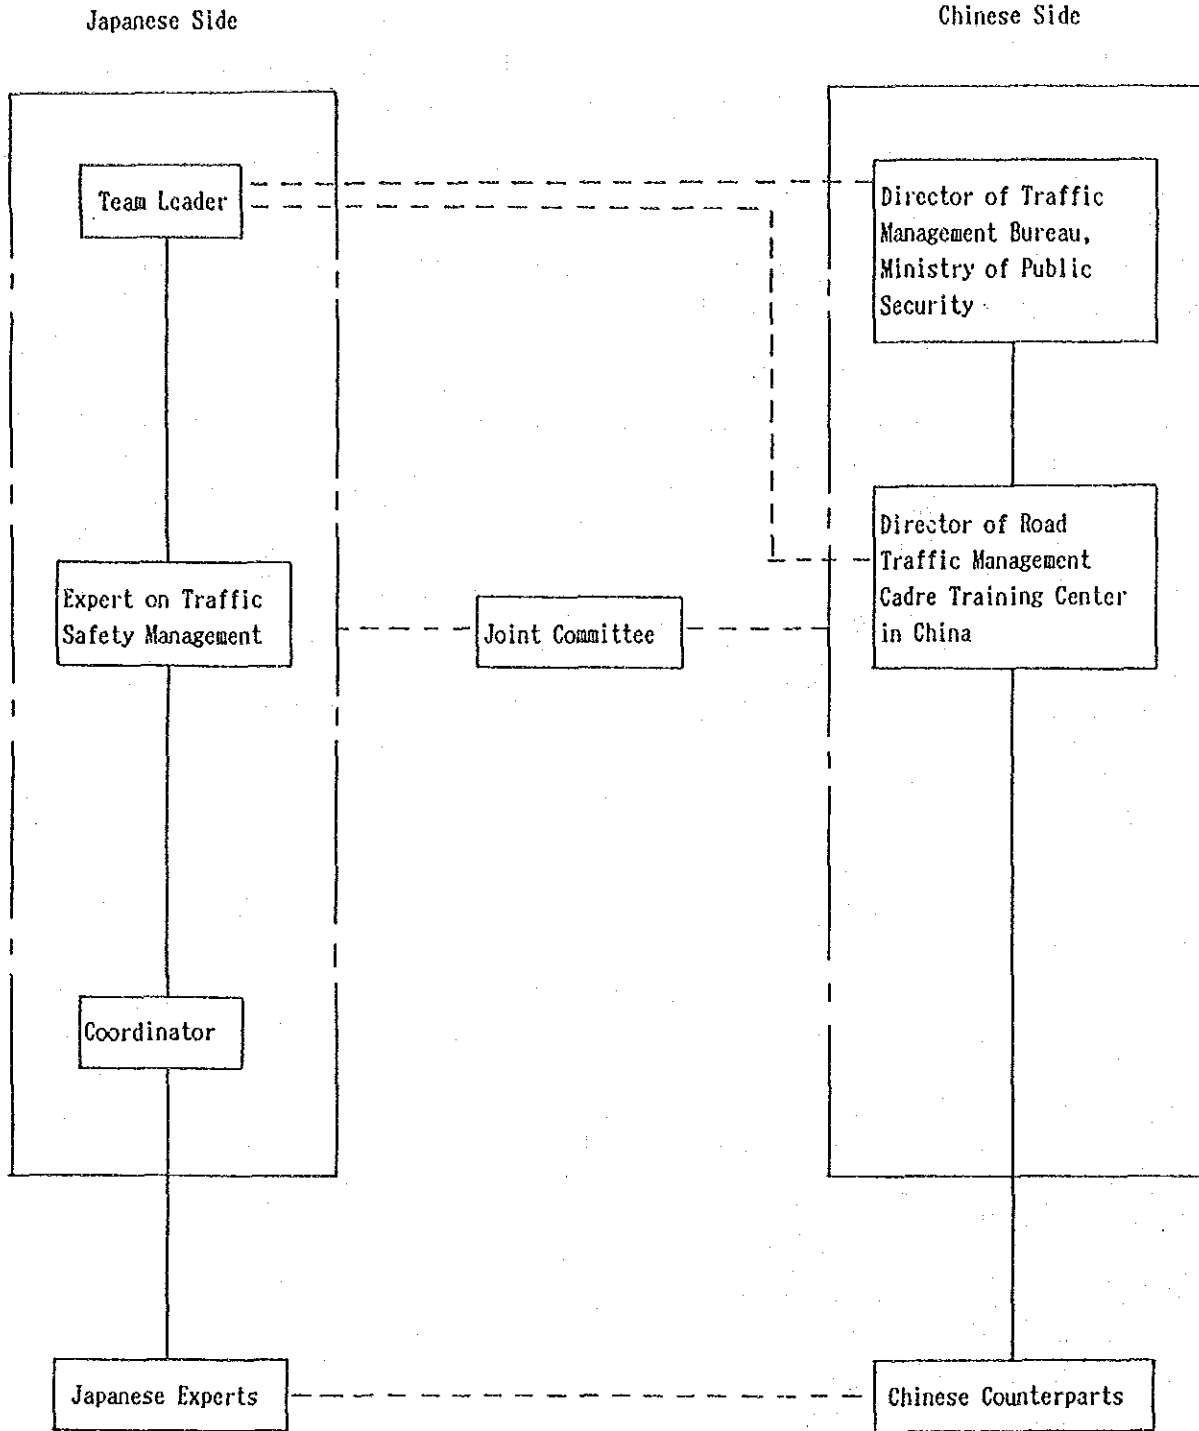 Japanese Side
Chinese Side
Team Leader
Director of Traffic
Management Bureau,
Ministry of Public
Security
Director of Road
Traffic Management
Cadre Training Center
in China
Expert on Traffic
Safety Management
Joint Committee
Coordinator
Japanese Experts
Chinese Counterparts